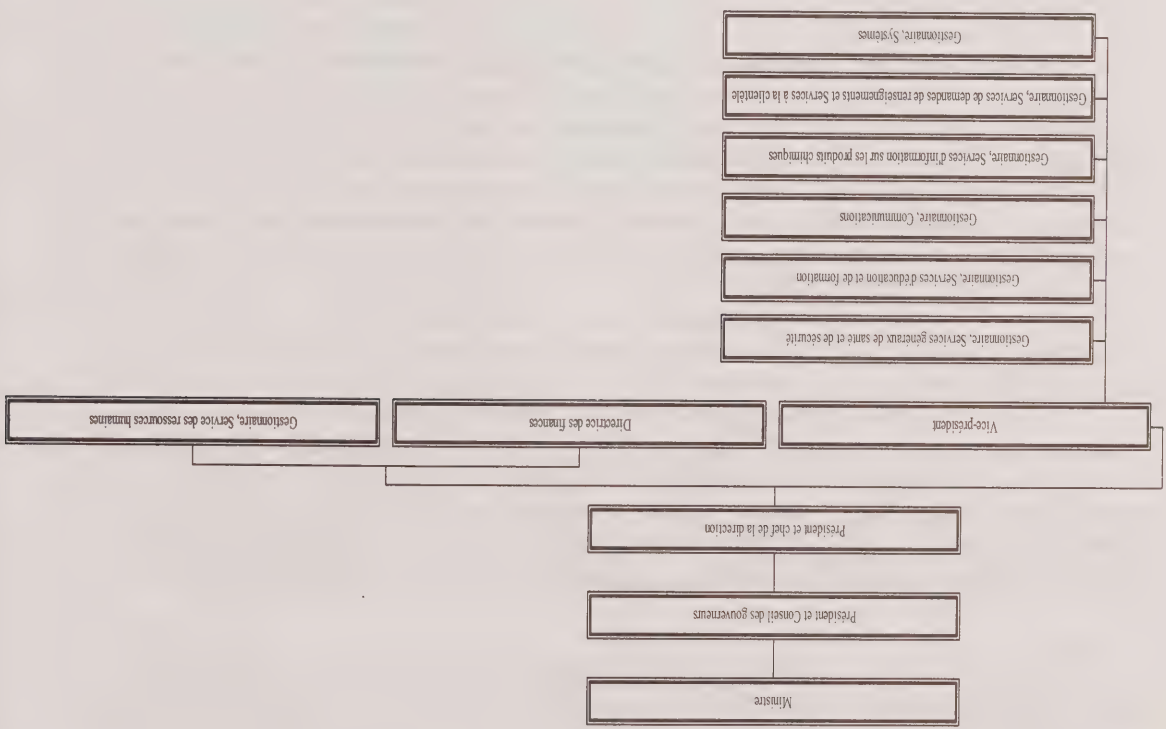 Ministre
Président et Conseil des gouverneurs
Président et chef de la direction
Vice-président
Directrice des finances
Gestionnaire, Service des ressources humaines
Gestionnaire, Services généraux de santé et de sécurité
Gestionnaire, Services d'éducation et de formation
Gestionnaire, Communications
Gestionnaire, Services d'information sur les produits chimiques
Gestionnaire, Services de demandes de renseignements et Services à la clientèle
Gestionnaire, Systèmes